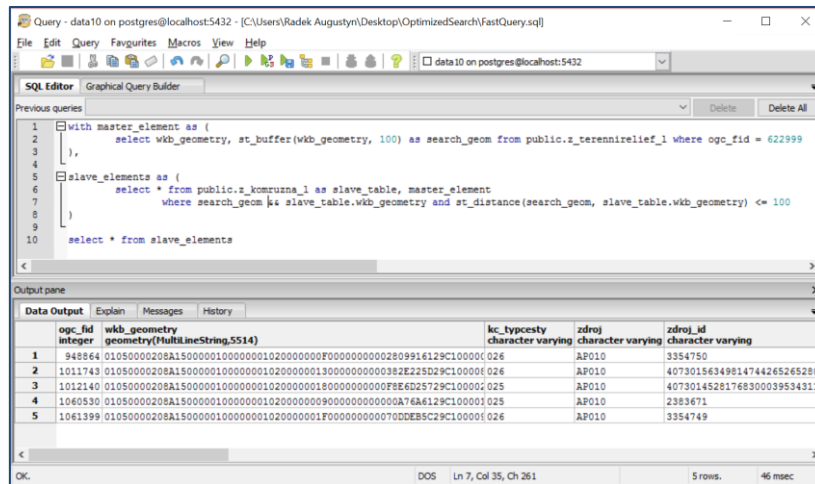 Query - data10 on postgres@localhost:5432 - [C:\Users\Radek Augustyn\Desktop\OptimizedSearch\FastQuery.sql]
File Edit Query Favourites Macros View Help
data10 on postgres@localhost:5432
SQL Editor Graphical Query Builder
Previous queries Delete Delete All
1 with master_element as (
2 select wkb_geometry, st_buffer(wkb_geometry, 100) as search_geom from public.z_terennirelief_l where ogc_fid = 622999
3 ),
4
5 slave_elements as (
6 select * from public.z_komruzna_l as slave_table, master_element
7 where search_geom && slave_table.wkb_geometry and st_distance(search_geom, slave_table.wkb_geometry) <= 100
8 )
9
10 select * from slave_elements
Output pane
Data Output Explain Messages History
ogc_fid wkb_geometry kc_typcesty zdroj zdroj_id
integer geometry(MultiLineString,5514) character varying character varying character varying
1 948864 026 AP010 3354750
2 1011743 026 AP010
3 1012140 025 AP010
4 1060530 025 AP010 2383671
5 1061399 026 AP010 3354749
OK. DOS Ln 7, Col 35, Ch 261 5 rows. 46 msec